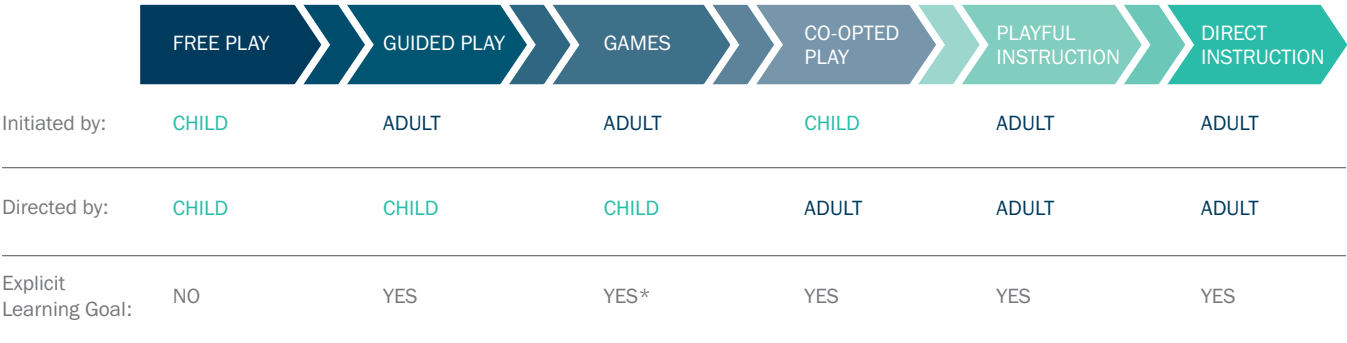 FREE PLAY GUIDED PLAY GAMES CO-OPTED PLAY PLAYFUL INSTRUCTION DIRECT INSTRUCTION
Initiated by: CHILD ADULT ADULT CHILD ADULT ADULT
Directed by: CHILD CHILD CHILD ADULT ADULT ADULT
Explicit
Learning Goal: NO YES YES* YES YES YES